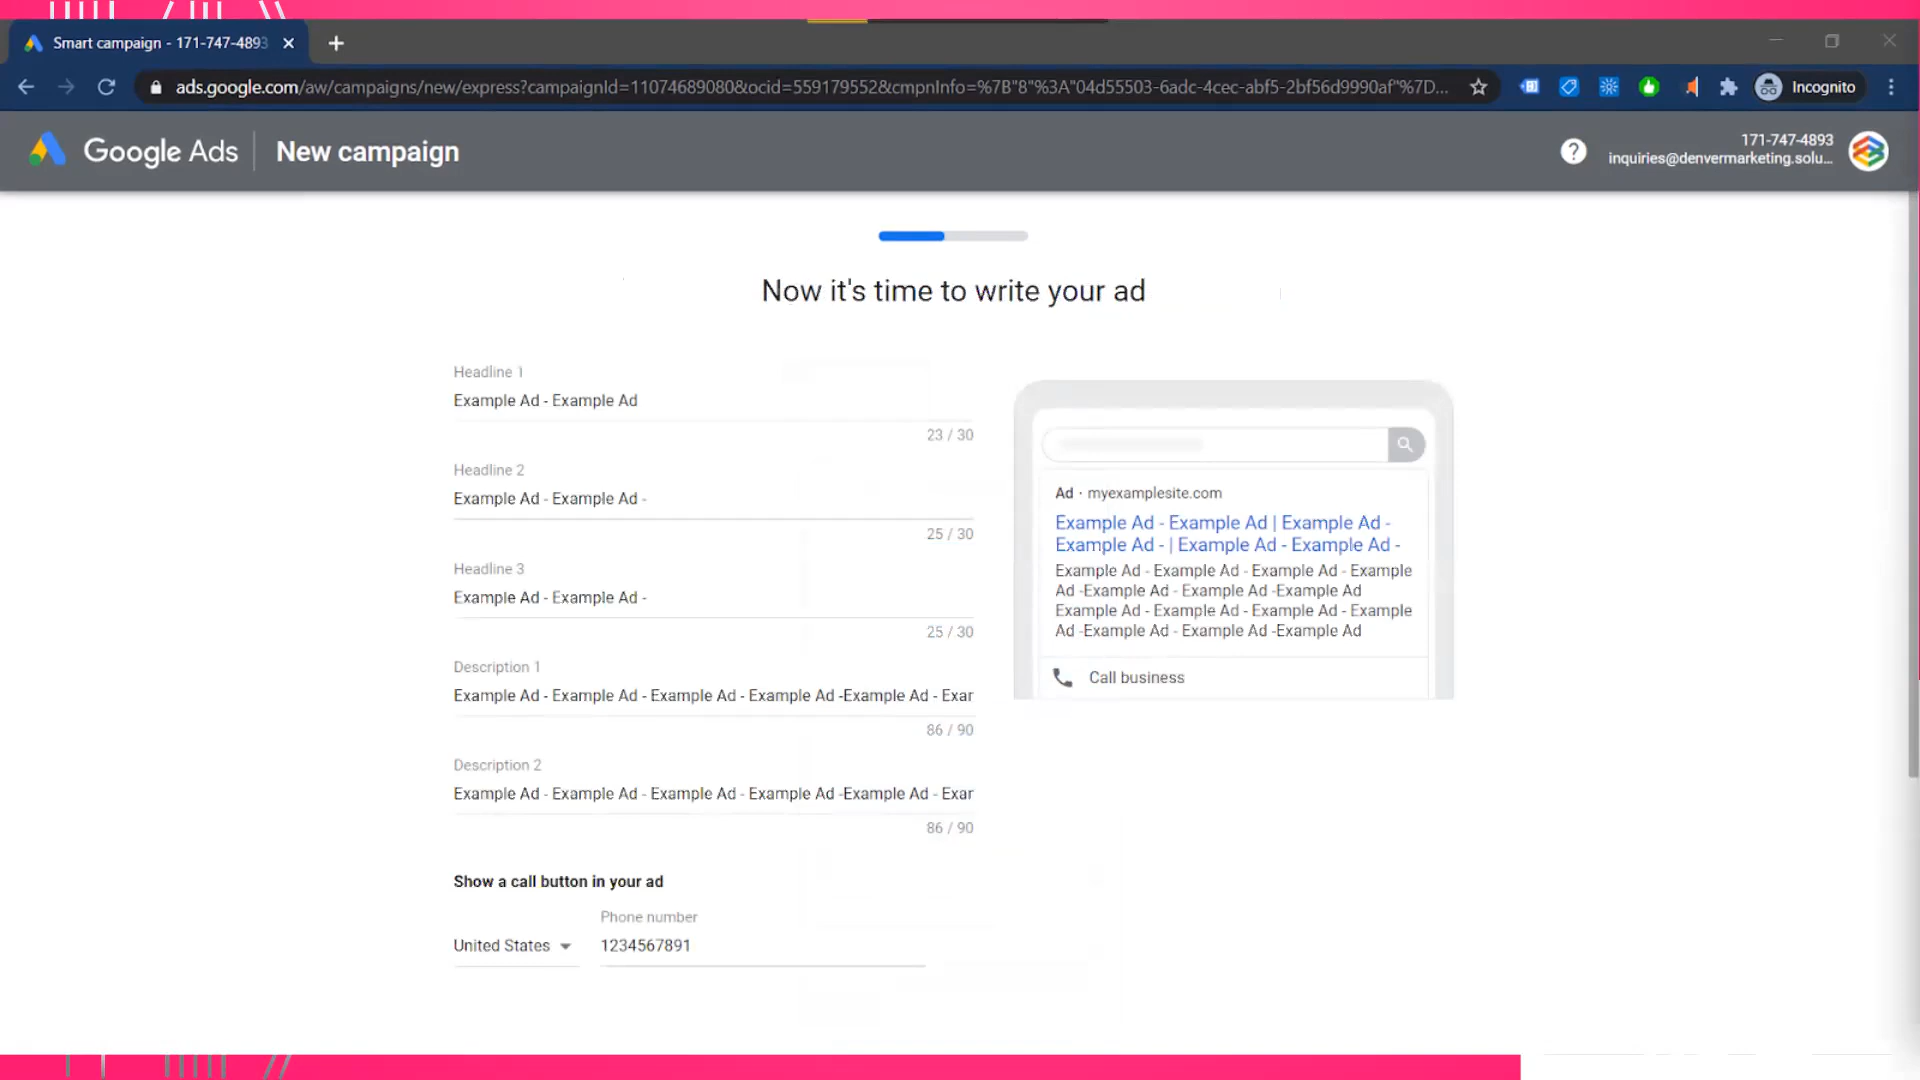 Smart campaign - 171-747-4893
ads.google.com/aw/campaigns/new/express?campaignId=11074689080&ocid=559179552&cmpnInfo=%7B"8"%3A"04d55503-6adc-4cec-abf5-2bf56d9990af"%7D...
Incognito
Google Ads
New campaign
171-747-4893
inquiries@denvermarketing.solu...
Now it's time to write your ad
Headline 1
Example Ad - Example Ad
23 / 30
Headline 2
Example Ad - Example Ad -
25 / 30
Headline 3
Example Ad - Example Ad -
25 / 30
Description 1
Example Ad - Example Ad - Example Ad - Example Ad -Example Ad - Exar
86 / 90
Description 2
Example Ad - Example Ad - Example Ad - Example Ad -Example Ad - Exar
86 / 90
Show a call button in your ad
Phone number
United States
1234567891
Ad · myexamplesite.com
Example Ad - Example Ad | Example Ad -
Example Ad - | Example Ad - Example Ad -
Example Ad - Example Ad - Example Ad - Example
Ad -Example Ad - Example Ad -Example Ad
Example Ad - Example Ad - Example Ad - Example
Ad -Example Ad - Example Ad -Example Ad
Call business